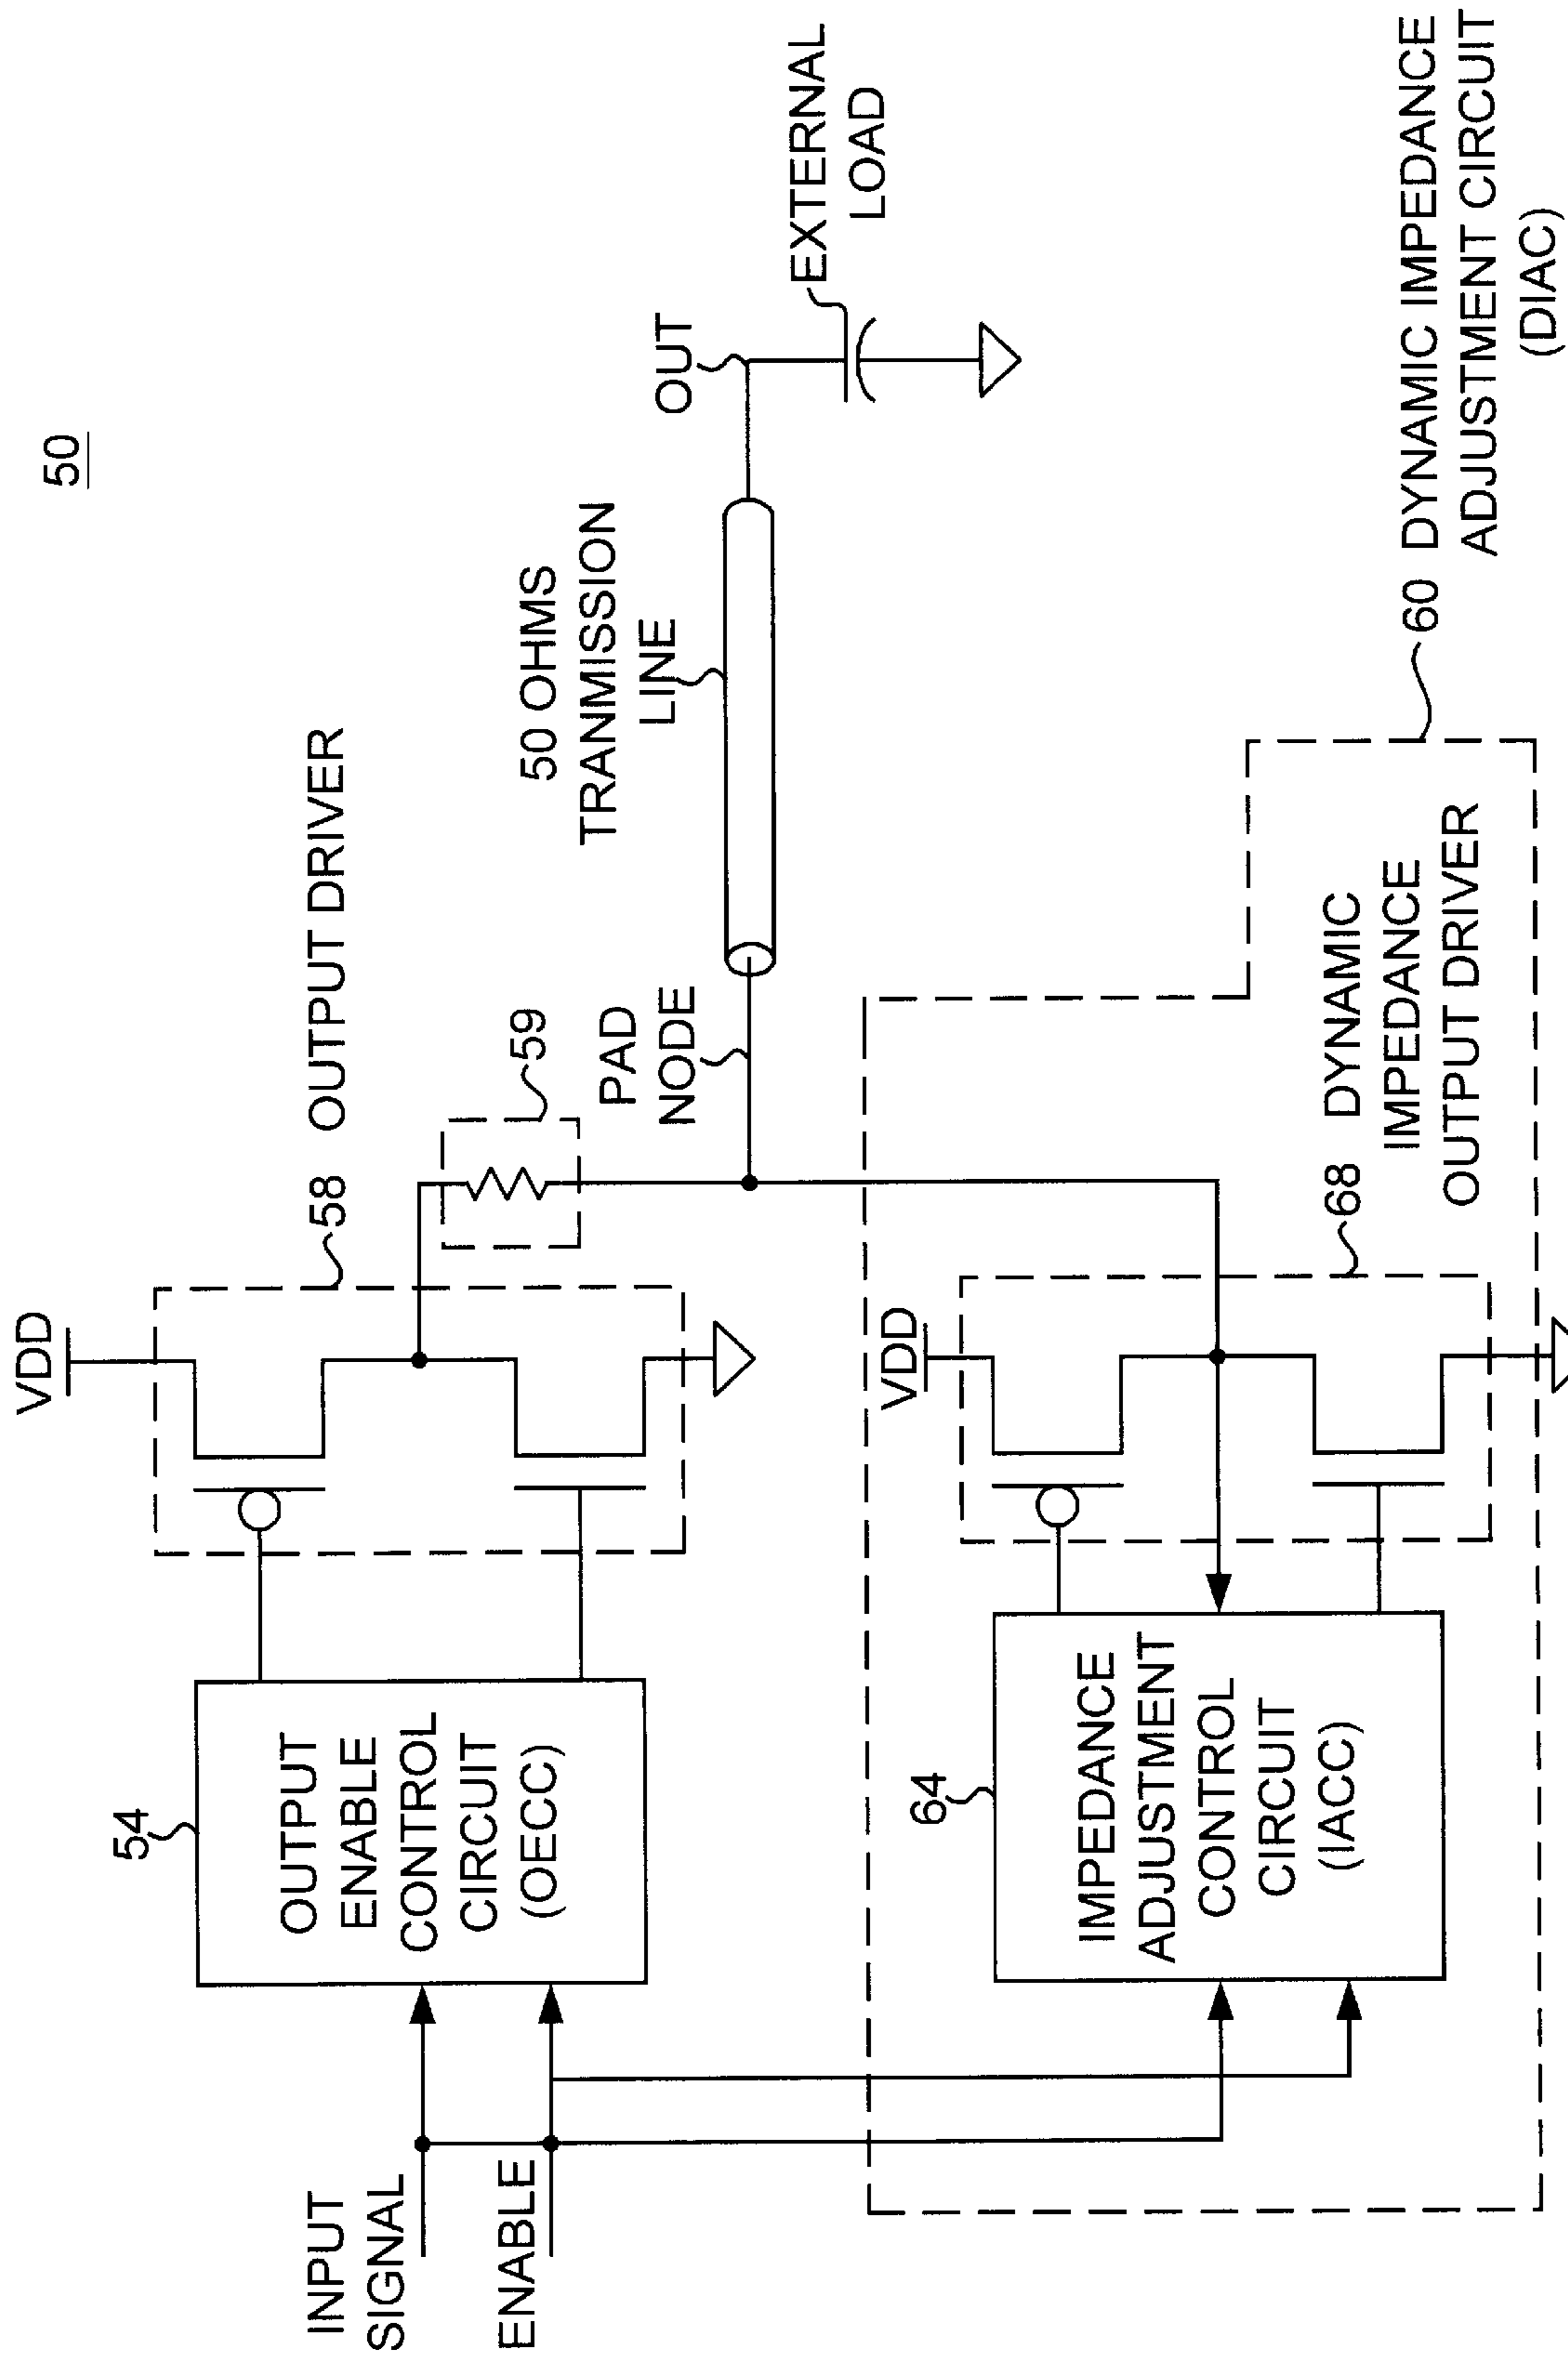 50
VDD
58 OUTPUT DRIVER
54
OUTPUT
ENABLE
CONTROL
CIRCUIT
(OECC)
INPUT
SIGNAL
ENABLE
59
PAD
NODE
50 OHMS
TRANMISSION
LINE
OUT
EXTERNAL
LOAD
VDD
64
IMPEDANCE
ADJUSTMENT
CONTROL
CIRCUIT
(IACC)
68 DYNAMIC
IMPEDANCE
OUTPUT DRIVER
60 DYNAMIC IMPEDANCE
ADJUSTMENT CIRCUIT
(DIAC)